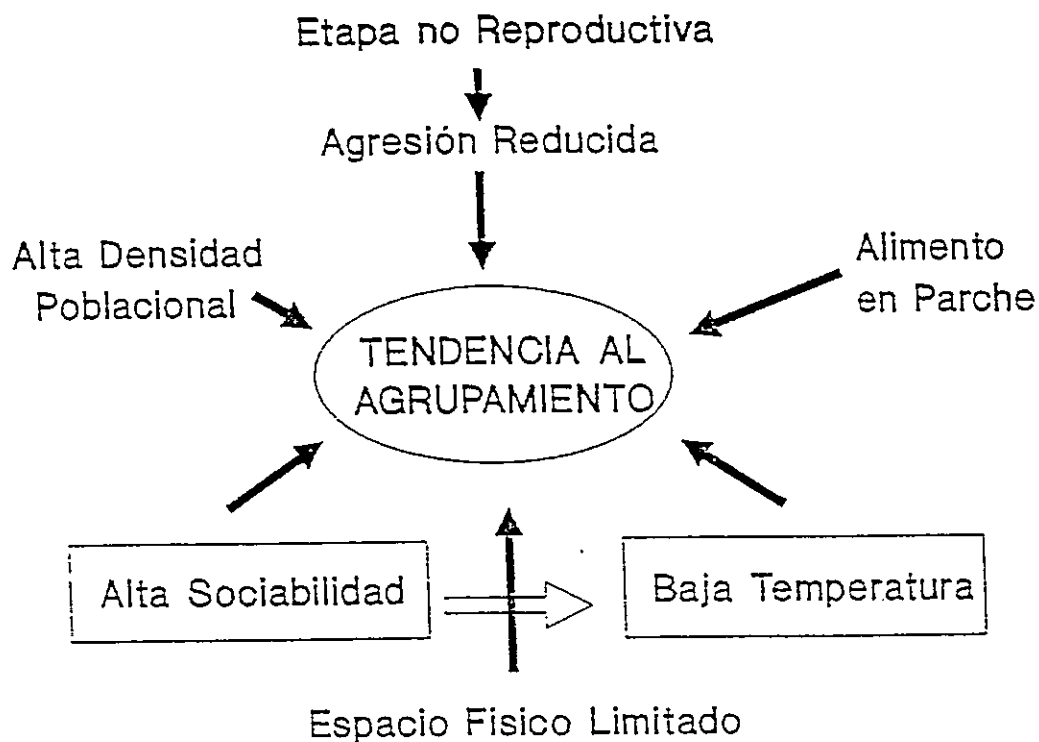 Etapa no Reproductiva
Agresión Reducida
Alta Densidad
Poblacional
Alimento
en Parche
TENDENCIA AL
AGRUPAMIENTO
Alta Sociabilidad
Baja Temperatura
Espacio Fisico Limitado